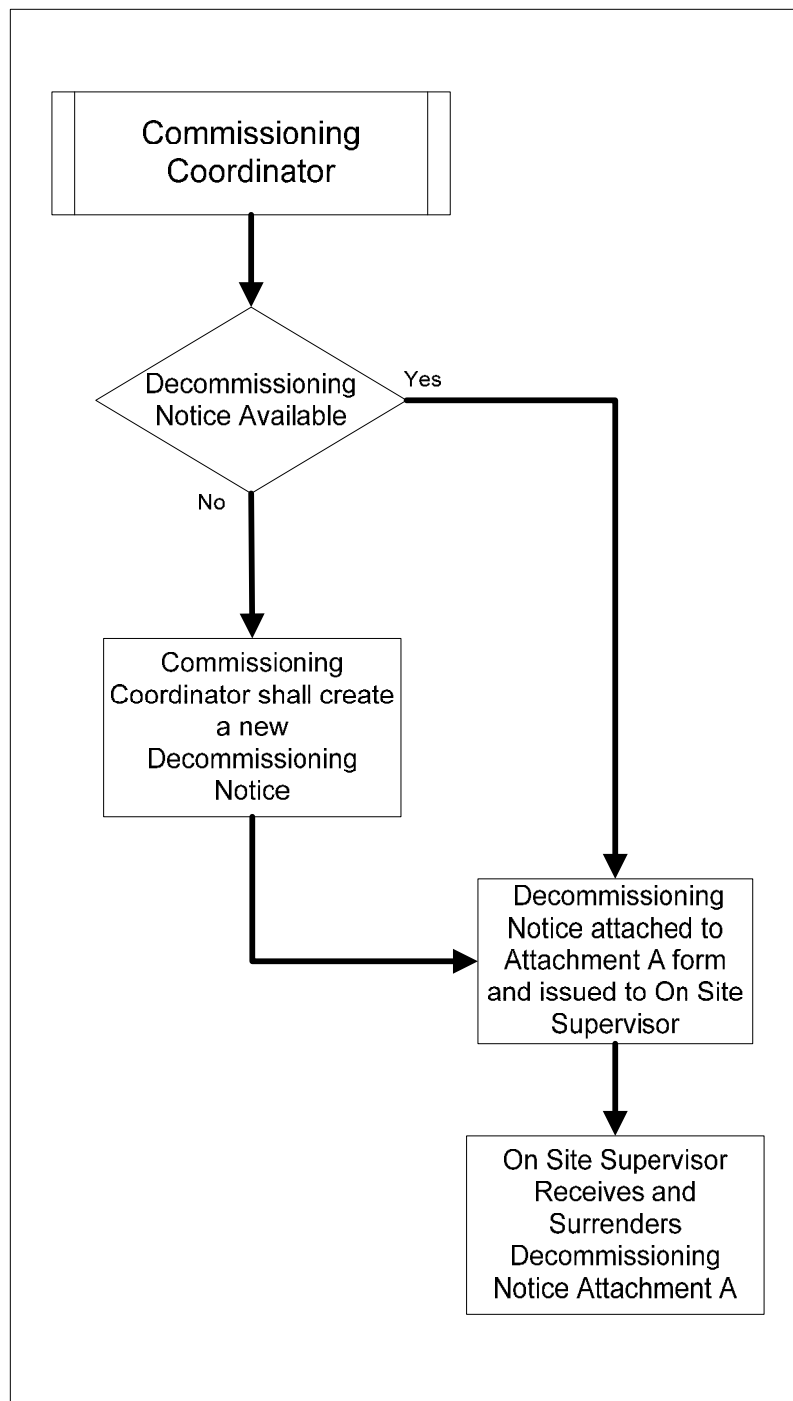 Commissioning
Coordinator
Decommissioning
Notice Available
Yes
No
Commissioning
Coordinator shall create
a new
Decommissioning
Notice
Decommissioning
Notice attached to
Attachment A form
and issued to On Site
Supervisor
On Site Supervisor
Receives and
Surrenders
Decommissioning
Notice Attachment A